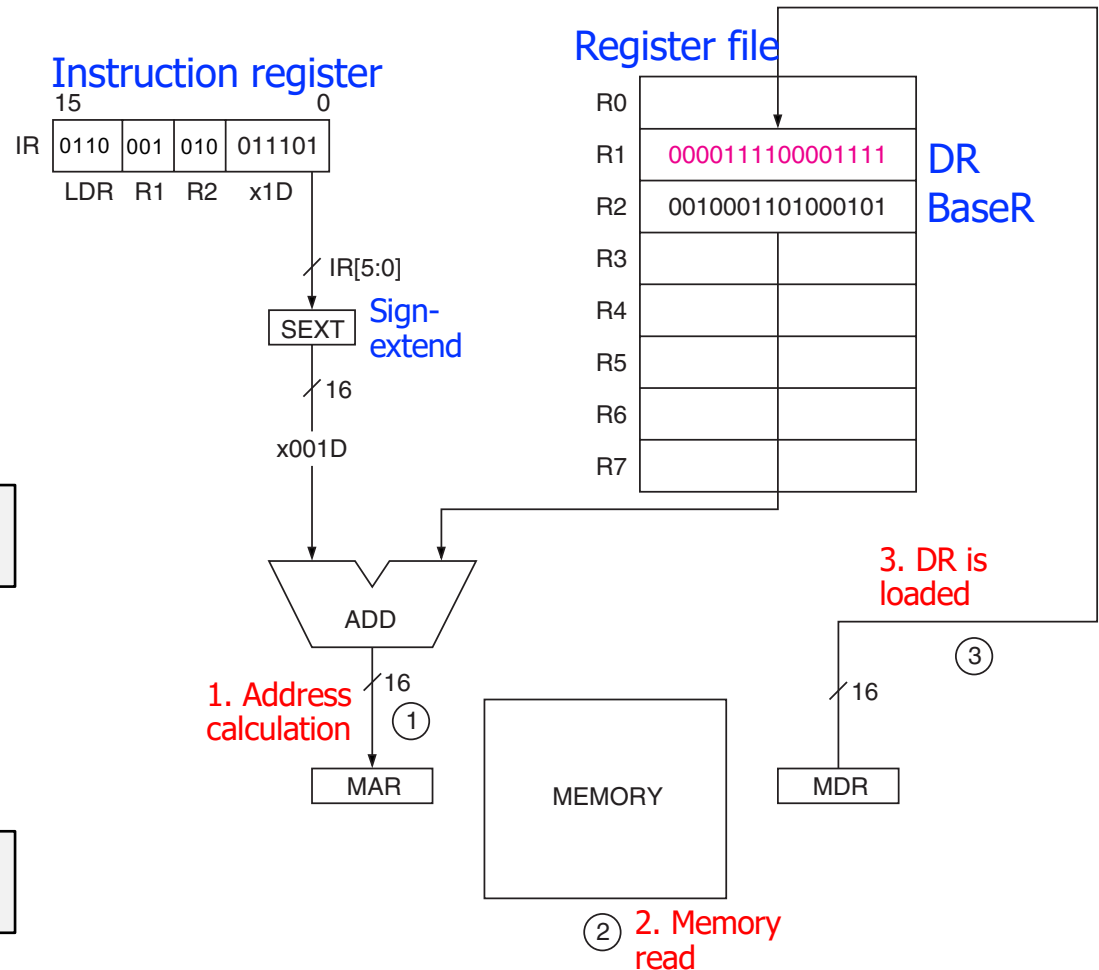 Instruction register
15 0
IR 0110 001 010 011101
LDR R1 R2 x1D
IR[5:0]
SEXT
Sign-
extend
16
x001D
Register file
R0
R1 0000111100001111 DR
R2 0010001101000101 BaseR
R3
R4
R5
R6
R7
ADD
1. Address
calculation
16
1
MAR
MEMORY
2
2. Memory
read
3. DR is
loaded
3
16
MDR